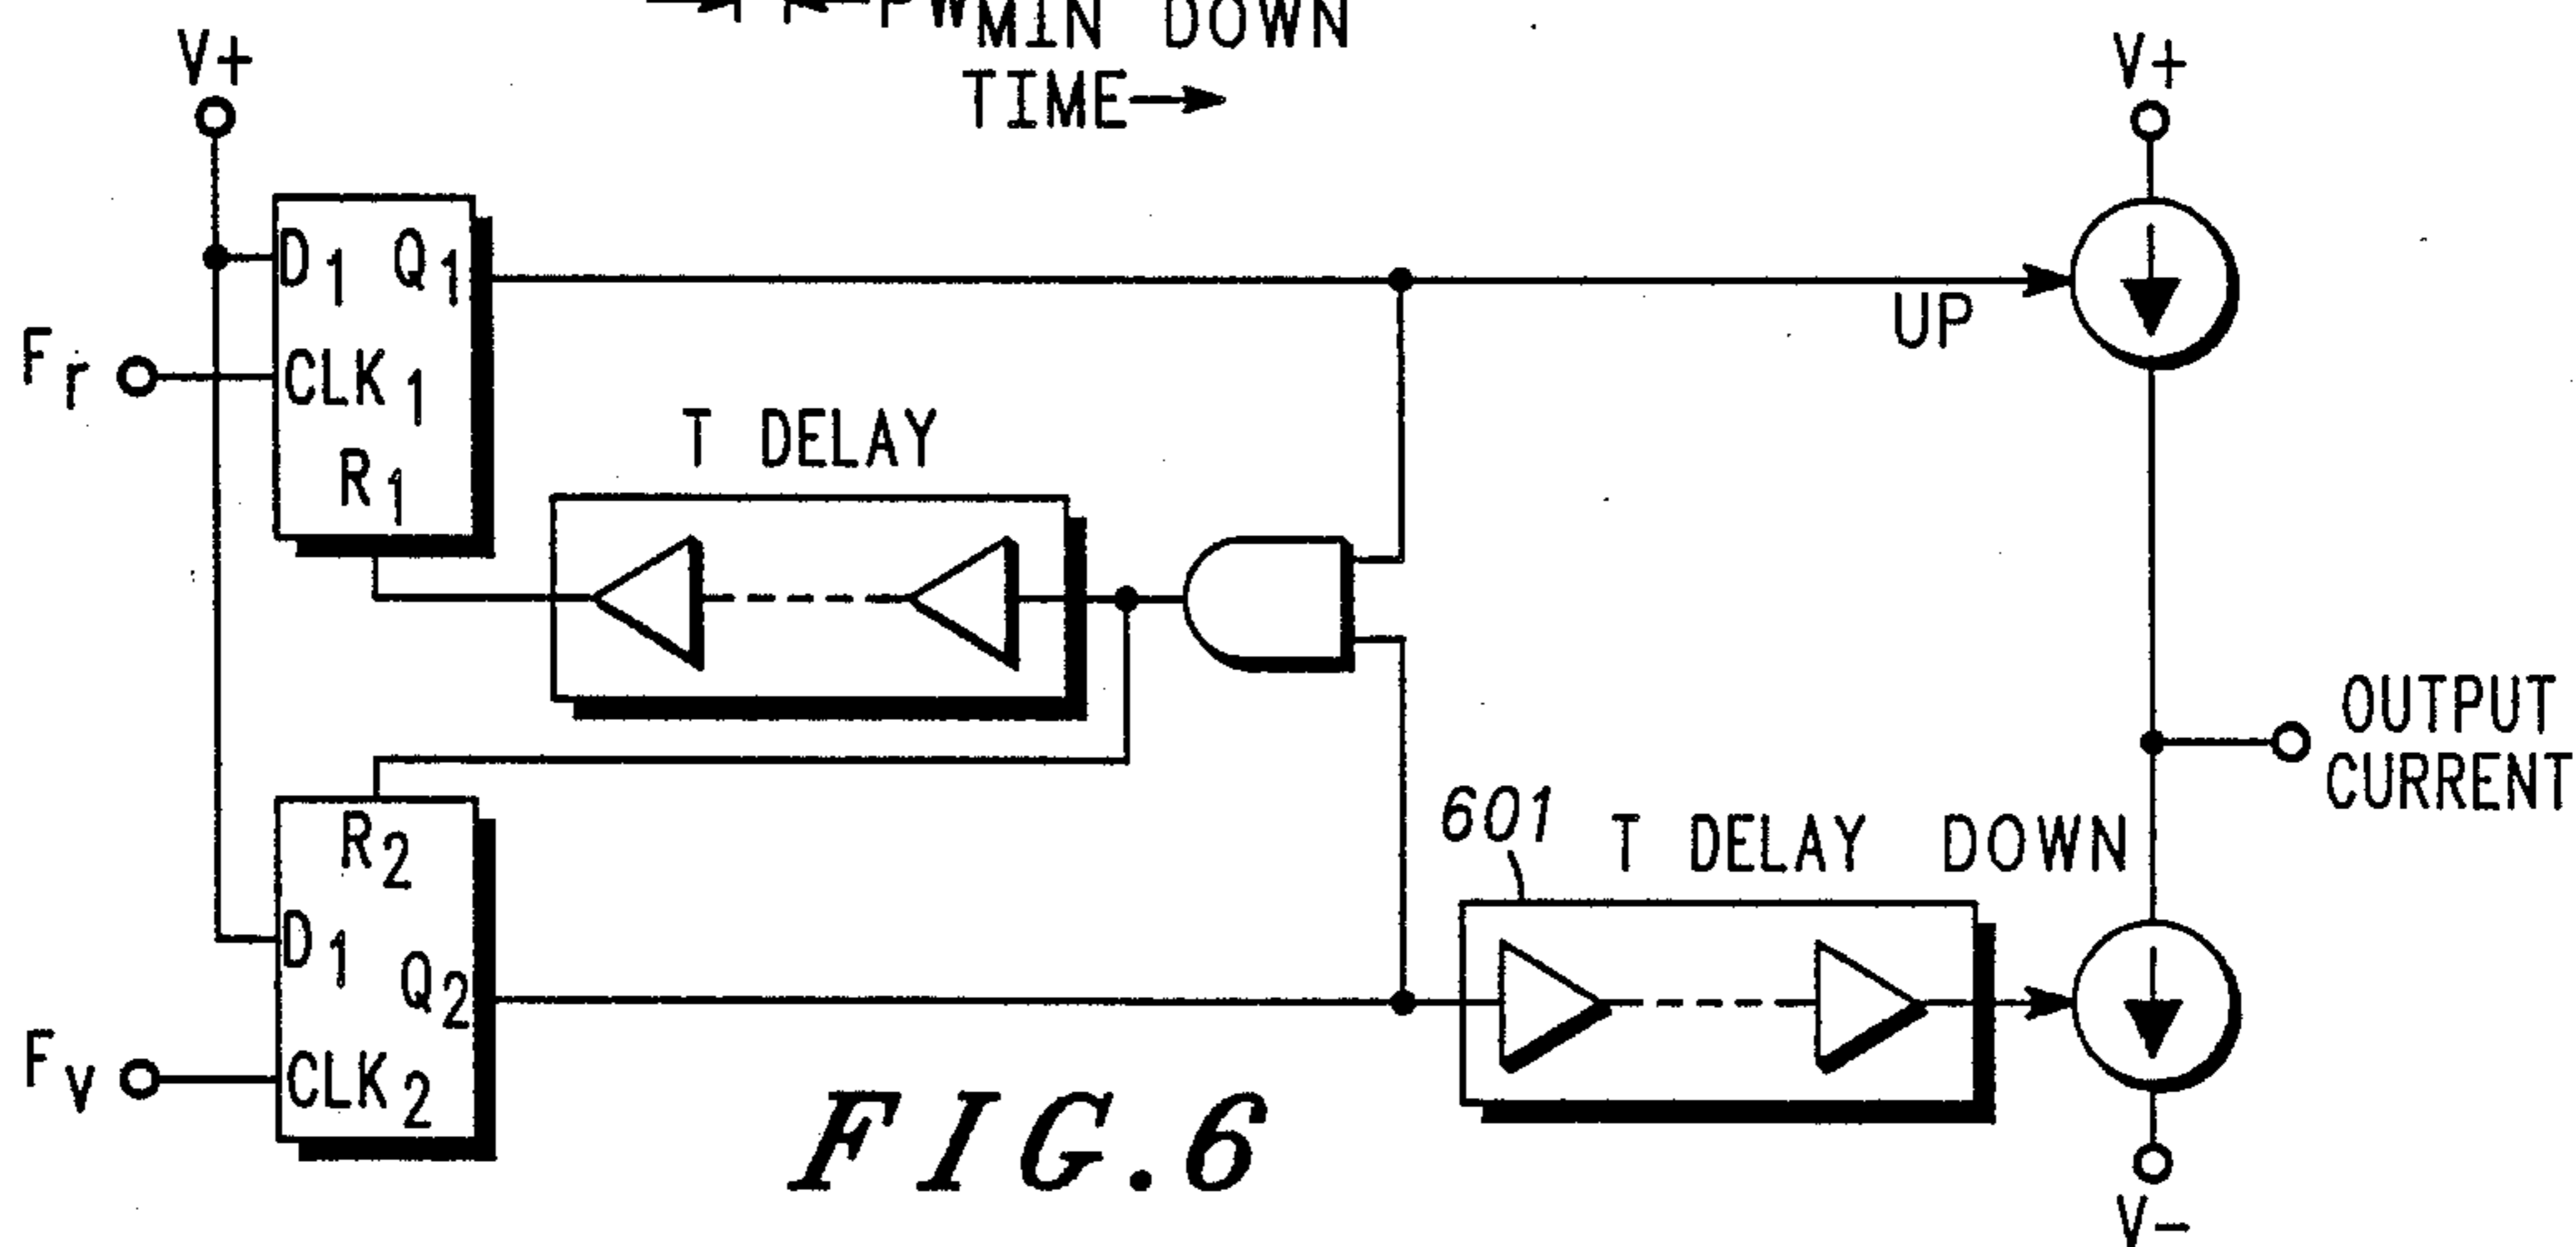 PWMIN DOWN
TIME
V+
V+
D1 Q1
UP
Fr
CLK1
T DELAY
R1
OUTPUT
CURRENT
601
T DELAY DOWN
R2
D1
Q2
Fv
CLK2
FIG.6
V-